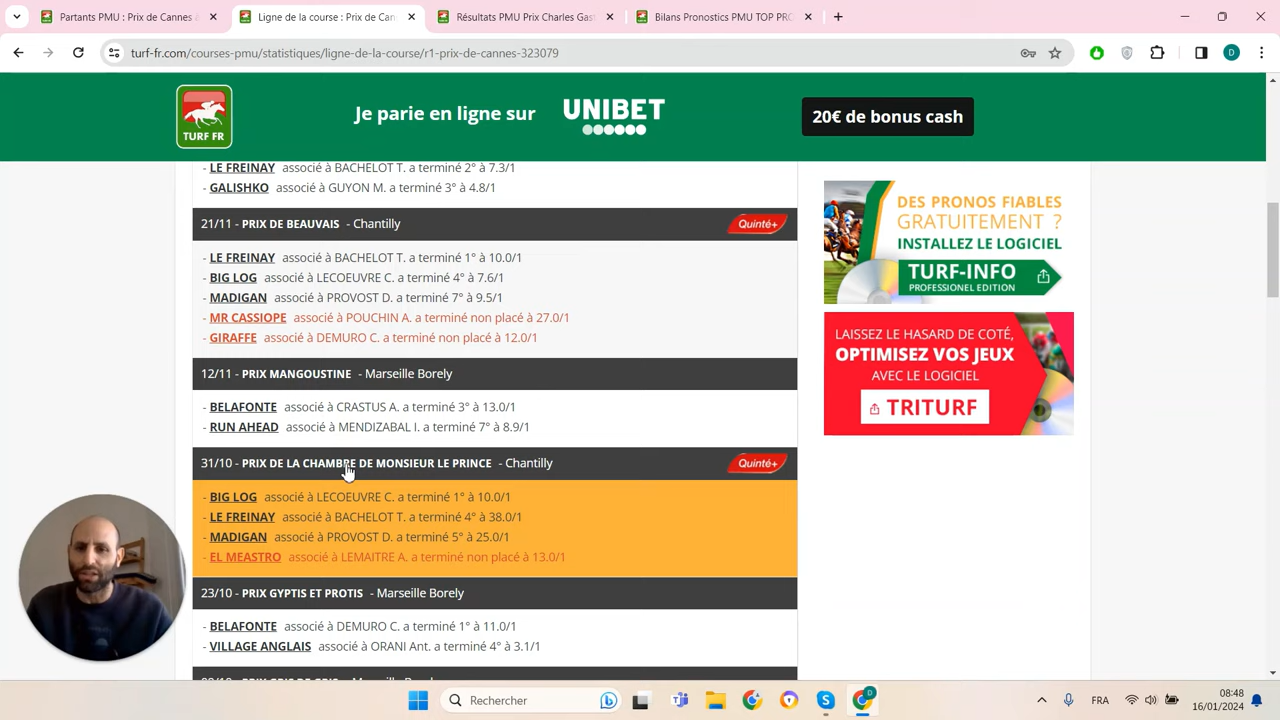 Partants PMU : Prix de Cannes à
Ligne de la course : Prix de Can
Résultats PMU Prix Charles Gast
Bilans Pronostics PMU TOP PRO
turf-fr.com/courses-pmu/statistiques/ligne-de-la-course/r1-prix-de-cannes-323079
D
TURF FR
Je parie en ligne sur
UNIBET
20€ de bonus cash
- LE FREINAY associé à BACHELOT T. a terminé 2° à 7.3/1
- GALISHKO associé à GUYON M. a terminé 3° à 4.8/1
21/11 - PRIX DE BEAUVAIS - Chantilly
Quinté+
- LE FREINAY associé à BACHELOT T. a terminé 1° à 10.0/1
- BIG LOG associé à LECOEUVRE C. a terminé 4° à 7.6/1
- MADIGAN associé à PROVOST D. a terminé 7° à 9.5/1
- MR CASSIOPE associé à POUCHIN A. a terminé non placé à 27.0/1
- GIRAFFE associé à DEMURO C. a terminé non placé à 12.0/1
12/11 - PRIX MANGOUSTINE - Marseille Borely
- BELAFONTE associé à CRASTUS A. a terminé 3° à 13.0/1
- RUN AHEAD associé à MENDIZABAL I. a terminé 7° à 8.9/1
31/10 - PRIX DE LA CHAMBRE DE MONSIEUR LE PRINCE - Chantilly
Quinté+
- BIG LOG associé à LECOEUVRE C. a terminé 1° à 10.0/1
- LE FREINAY associé à BACHELOT T. a terminé 4° à 38.0/1
- MADIGAN associé à PROVOST D. a terminé 5° à 25.0/1
- EL MEASTRO associé à LEMAITRE A. a terminé non placé à 13.0/1
23/10 - PRIX GYPTIS ET PROTIS - Marseille Borely
- BELAFONTE associé à DEMURO C. a terminé 1° à 11.0/1
- VILLAGE ANGLAIS associé à ORANI Ant. a terminé 4° à 3.1/1
DES PRONOS FIABLES
GRATUITEMENT ?
INSTALLEZ LE LOGICIEL
TURF-INFO
PROFESSIONEL EDITION
LAISSEZ LE HASARD DE COTÉ,
OPTIMISEZ VOS JEUX
AVEC LE LOGICIEL
TRITURF
Rechercher
D
FRA
08:48
16/01/2024